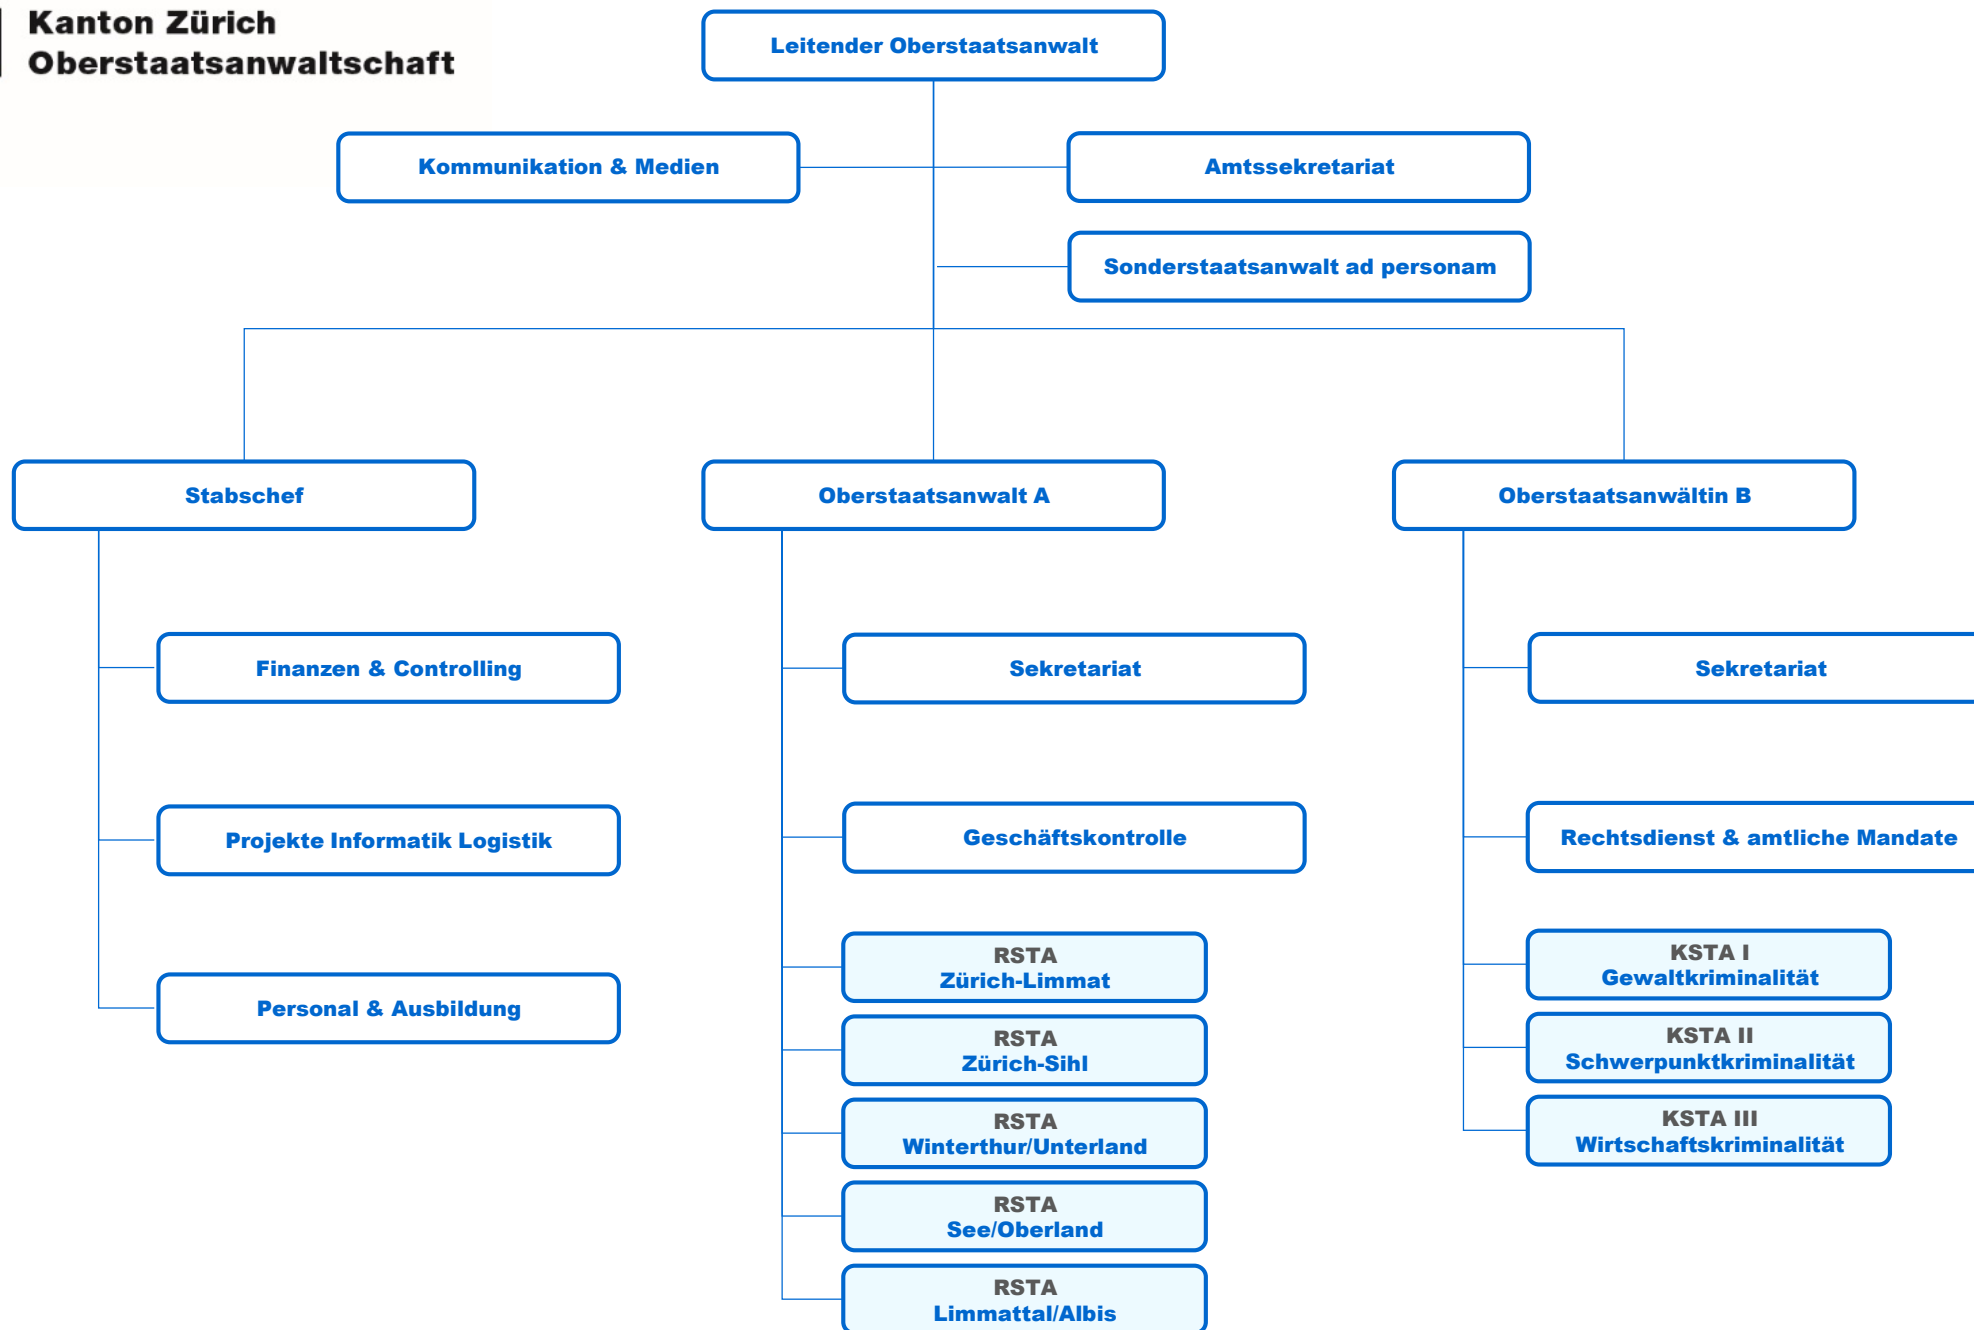 Kanton Zürich
Oberstaatsanwaltschaft
Leitender Oberstaatsanwalt
Kommunikation & Medien
Amtssekretariat
Sonderstaatsanwalt ad personam
Stabschef
Finanzen & Controlling
Projekte Informatik Logistik
Personal & Ausbildung
Oberstaatsanwalt A
Sekretariat
Geschäftskontrolle
RSTA
Zürich-Limmat
RSTA
Zürich-Sihl
RSTA
Winterthur/Unterland
RSTA
See/Oberland
RSTA
Limmattal/Albis
Oberstaatsanwältin B
Sekretariat
Rechtsdienst & amtliche Mandate
KSTA I
Gewaltkriminalität
KSTA II
Schwerpunktkriminalität
KSTA III
Wirtschaftskriminalität